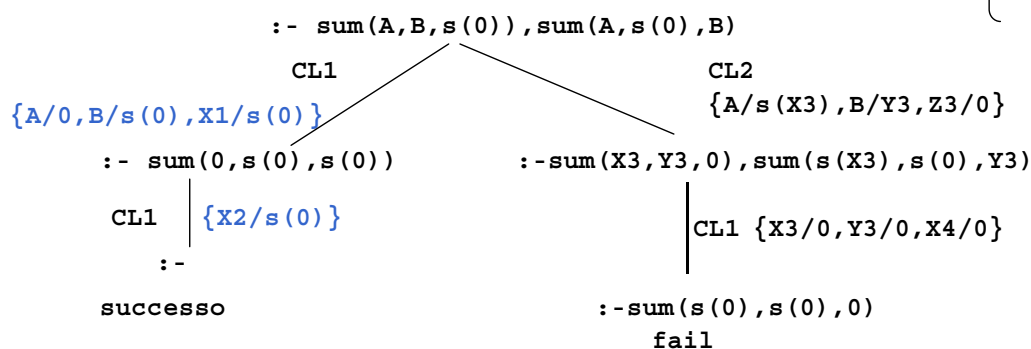 :- sum(A,B,s(0)),sum(A,s(0),B)
CL1
CL2
{A/0,B/s(0),X1/s(0)}
{A/s(X3),B/Y3,Z3/0}
:- sum(0,s(0),s(0))
:-sum(X3,Y3,0),sum(s(X3),s(0),Y3)
CL1 {X2/s(0)}
CL1 {X3/0,Y3/0,X4/0}
:-
successo
:-sum(s(0),s(0),0)
fail